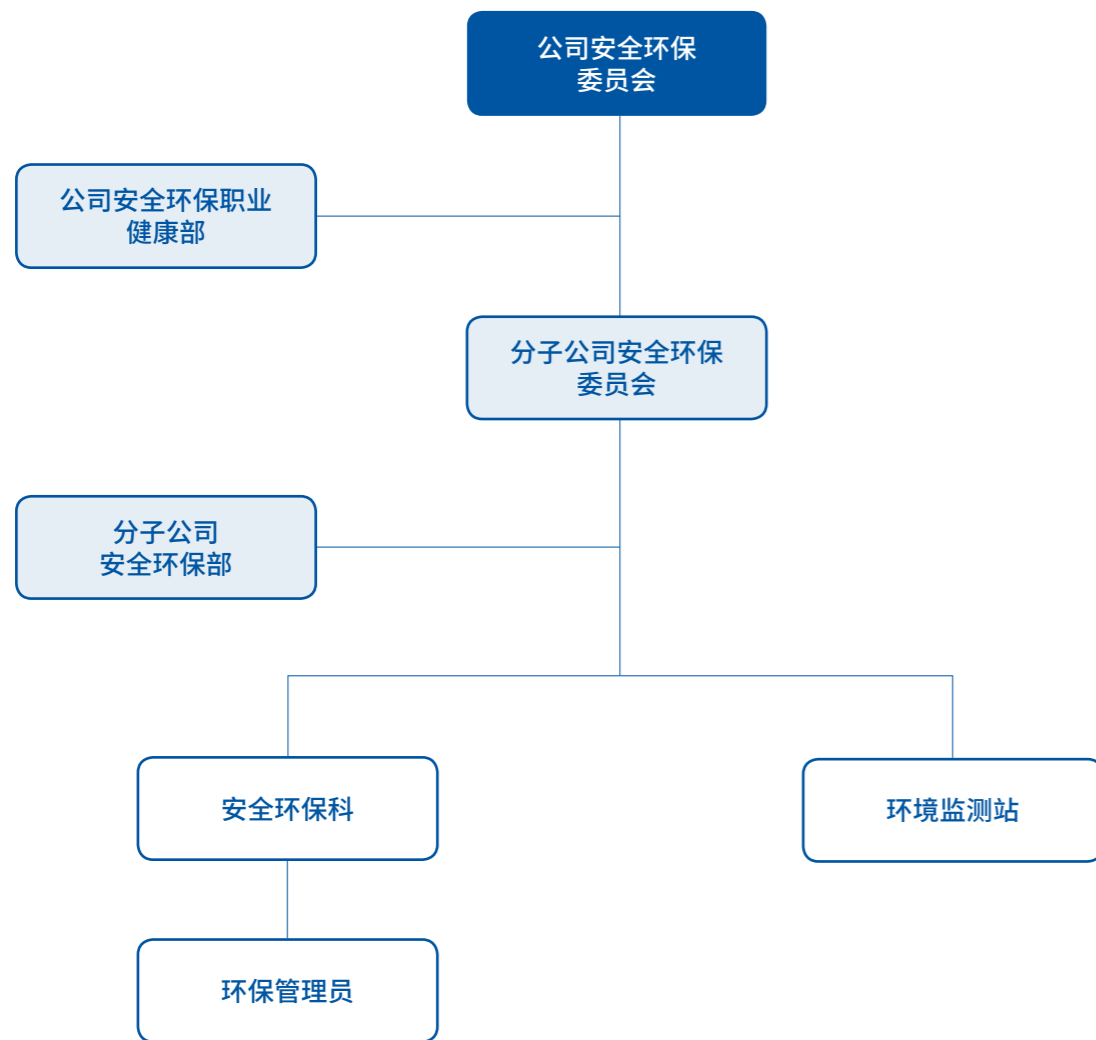 公司安全环保
委员会
公司安全环保职业
健康部
分子公司安全环保
委员会
分子公司
安全环保部
安全环保科
环境监测站
环保管理员